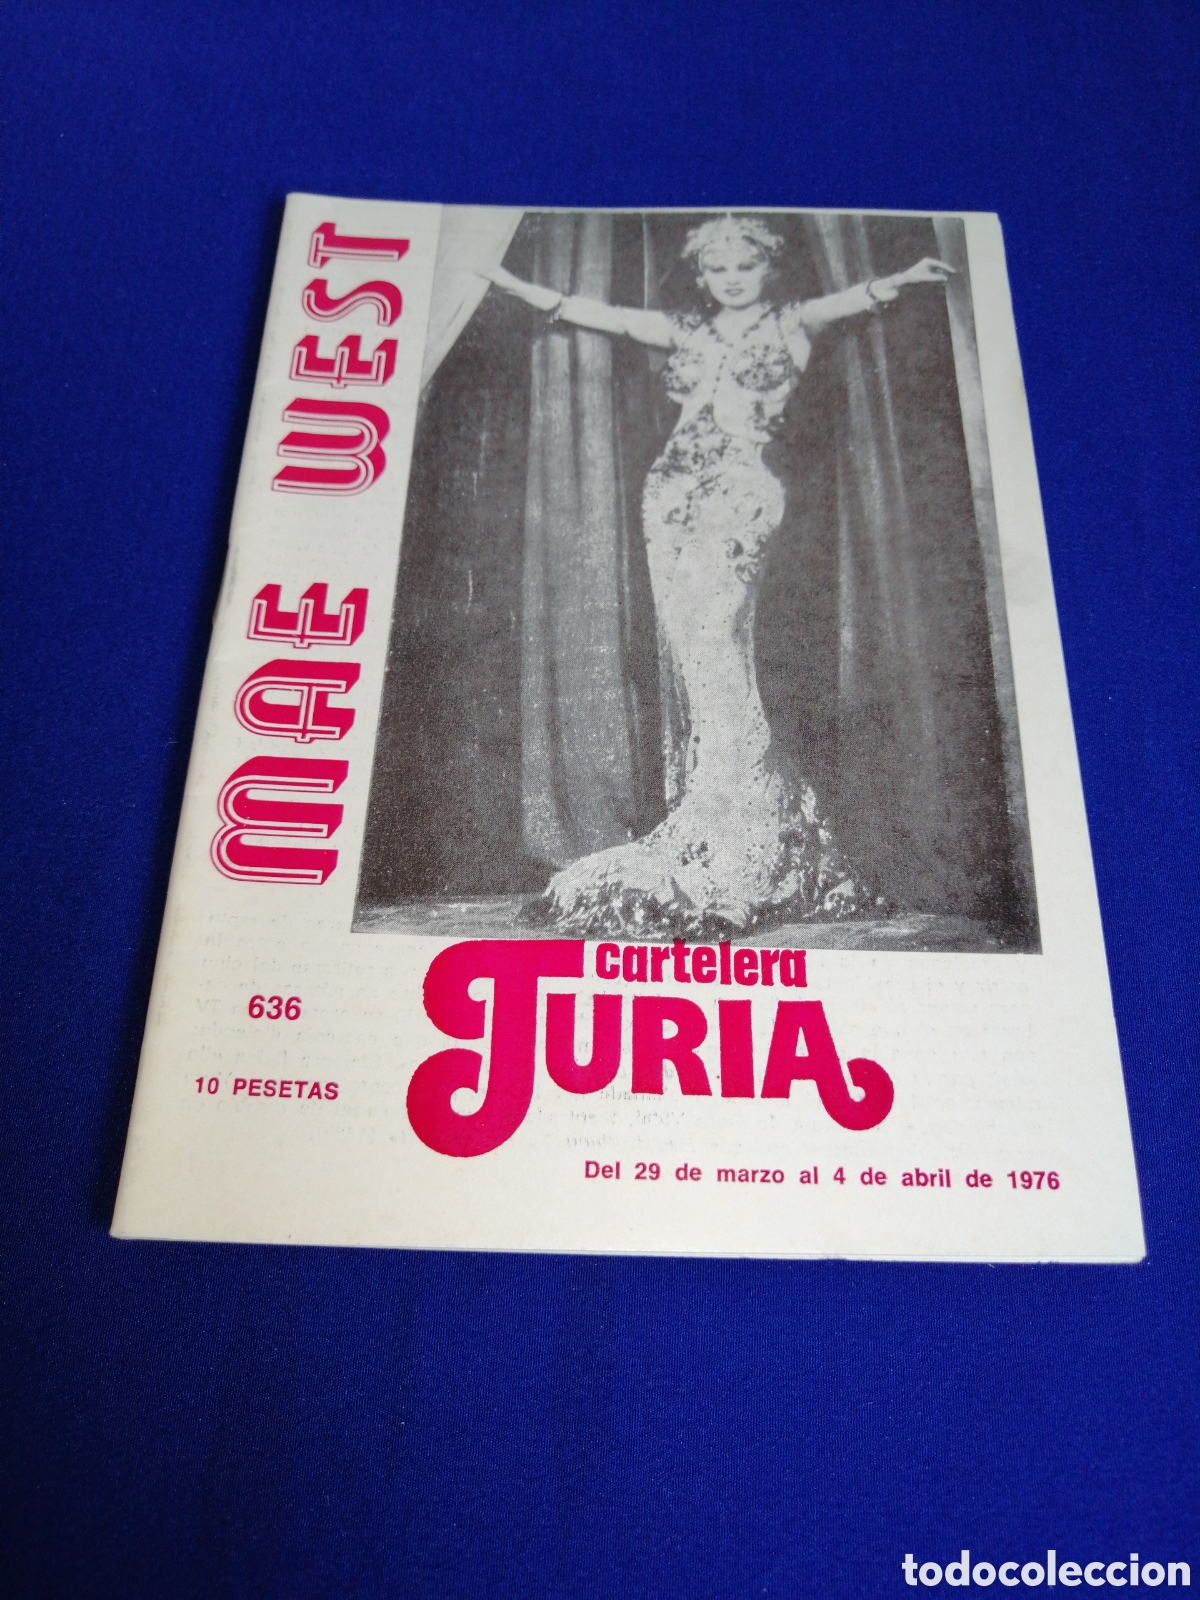 MAE WEST
cartelera
TURIA
636
10 PESETAS
Del 29 de marzo al 4 de abril de 1976
todocoleccion